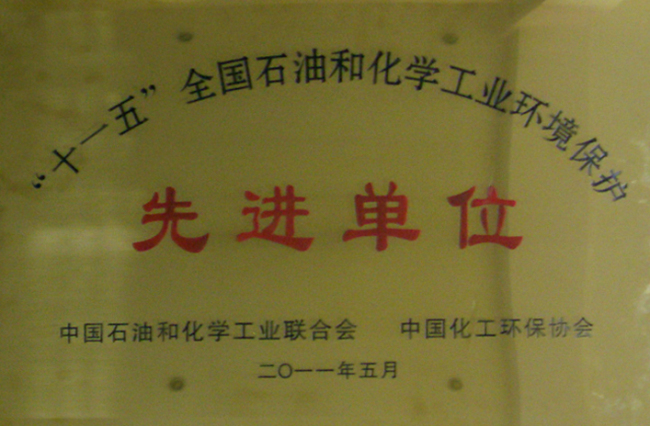 “十一五”全国石油和化学工业环境保护
先进单位
中国石油和化学工业联合会 中国化工环保协会
二〇一一年五月